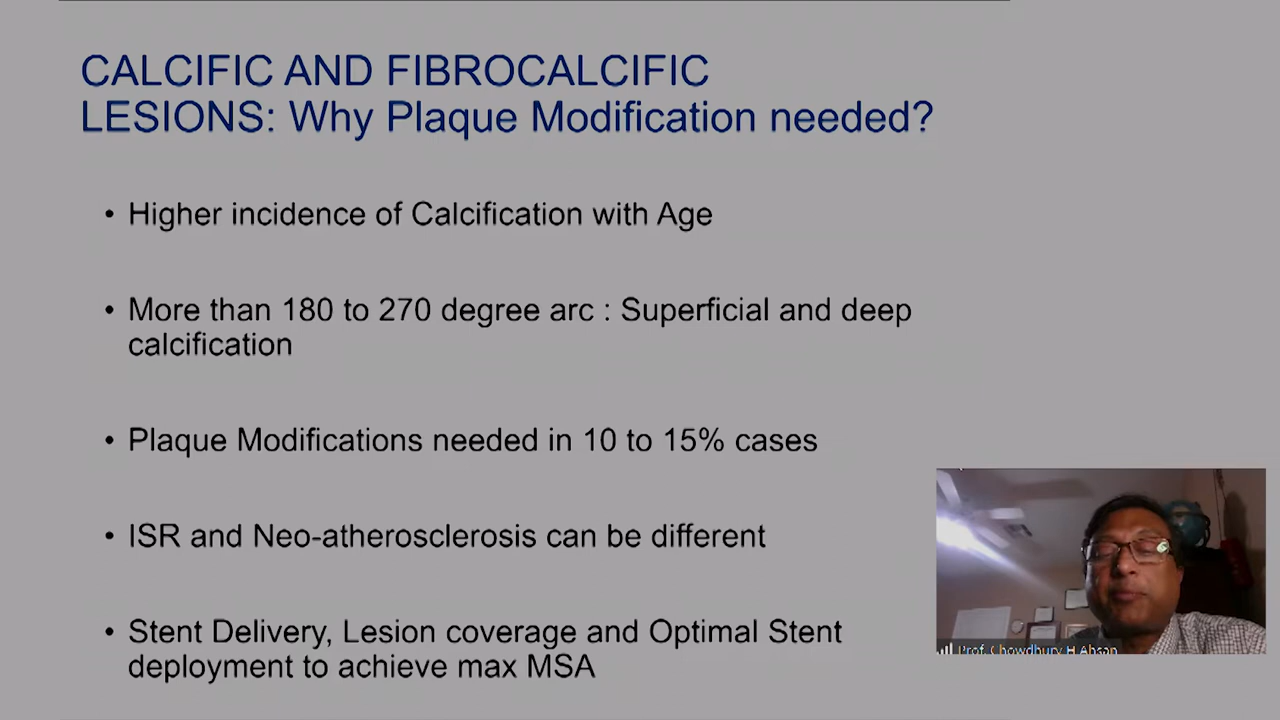 CALCIFIC AND FIBROCALCIFIC
LESIONS: Why Plaque Modification needed?
• Higher incidence of Calcification with Age
• More than 180 to 270 degree arc : Superficial and deep
calcification
• Plaque Modifications needed in 10 to 15% cases
• ISR and Neo-atherosclerosis can be different
• Stent Delivery, Lesion coverage and Optimal Stent
deployment to achieve max MSA
Prof. Chowdhury H Ahsan